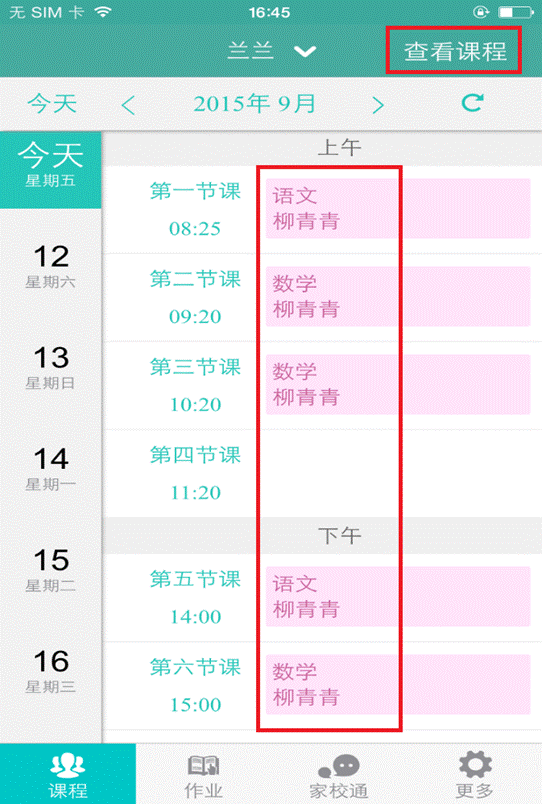 无 SIM 卡 16:45
兰兰
查看课程
今天 2015年 9月
今天
星期五
12
星期六
13
星期日
14
星期一
15
星期二
16
星期三
上午
第一节课
08:25
语文
柳青青
第二节课
09:20
数学
柳青青
第三节课
10:20
数学
柳青青
第四节课
11:20
下午
第五节课
14:00
语文
柳青青
第六节课
15:00
数学
柳青青
课程
作业
家校通
更多